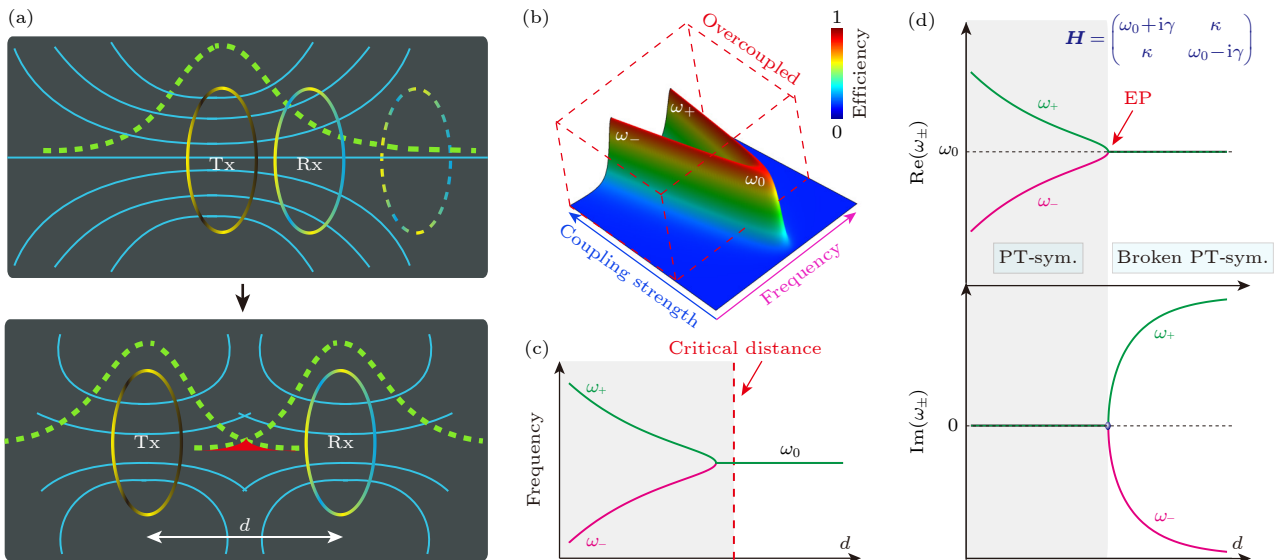 (a)
Tx
Rx
Tx
Rx
d
(b)
Overcoupled
1
0
Efficiency
ω₊
ω₋
ω₀
Coupling strength
Frequency
(c)
Critical distance
Frequency
ω₊
ω₀
ω₋
d
(d)
H = (ω₀+iγ κ
κ ω₀−iγ)
EP
Re(ω±)
ω₊
ω₀
ω₋
PT-sym.
Broken PT-sym.
Im(ω±)
ω₊
0
ω₋
d